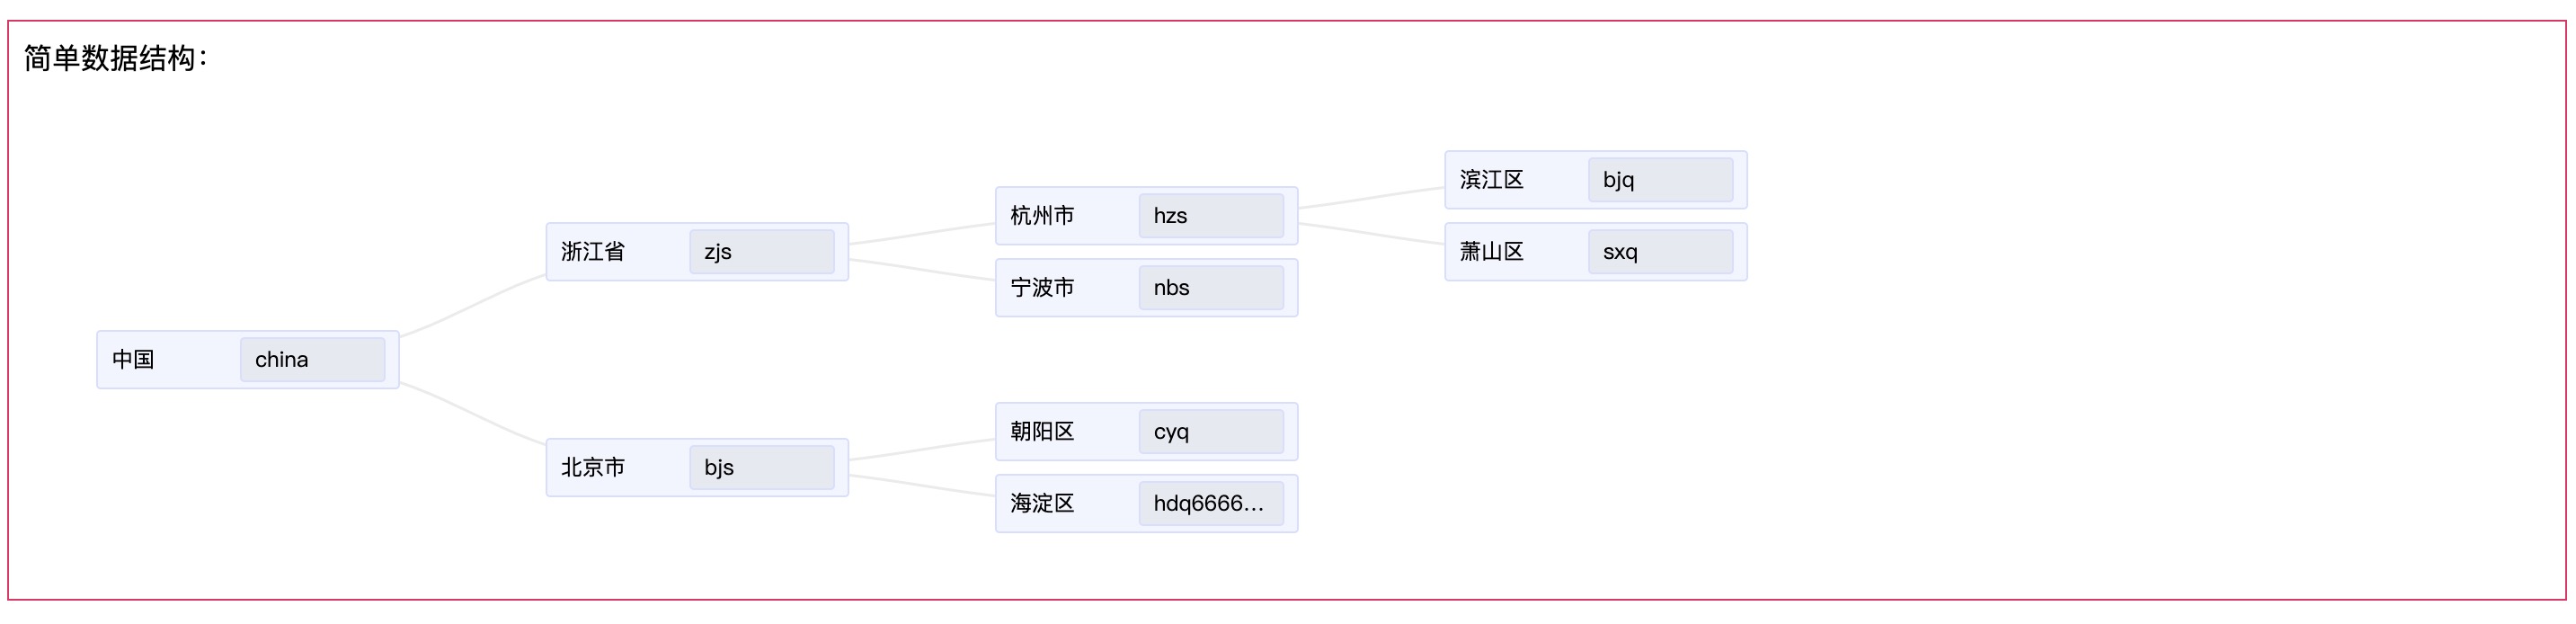 简单数据结构：
中国 china
浙江省 zjs
杭州市 hzs
滨江区 bjq
萧山区 sxq
宁波市 nbs
北京市 bjs
朝阳区 cyq
海淀区 hdq6666...